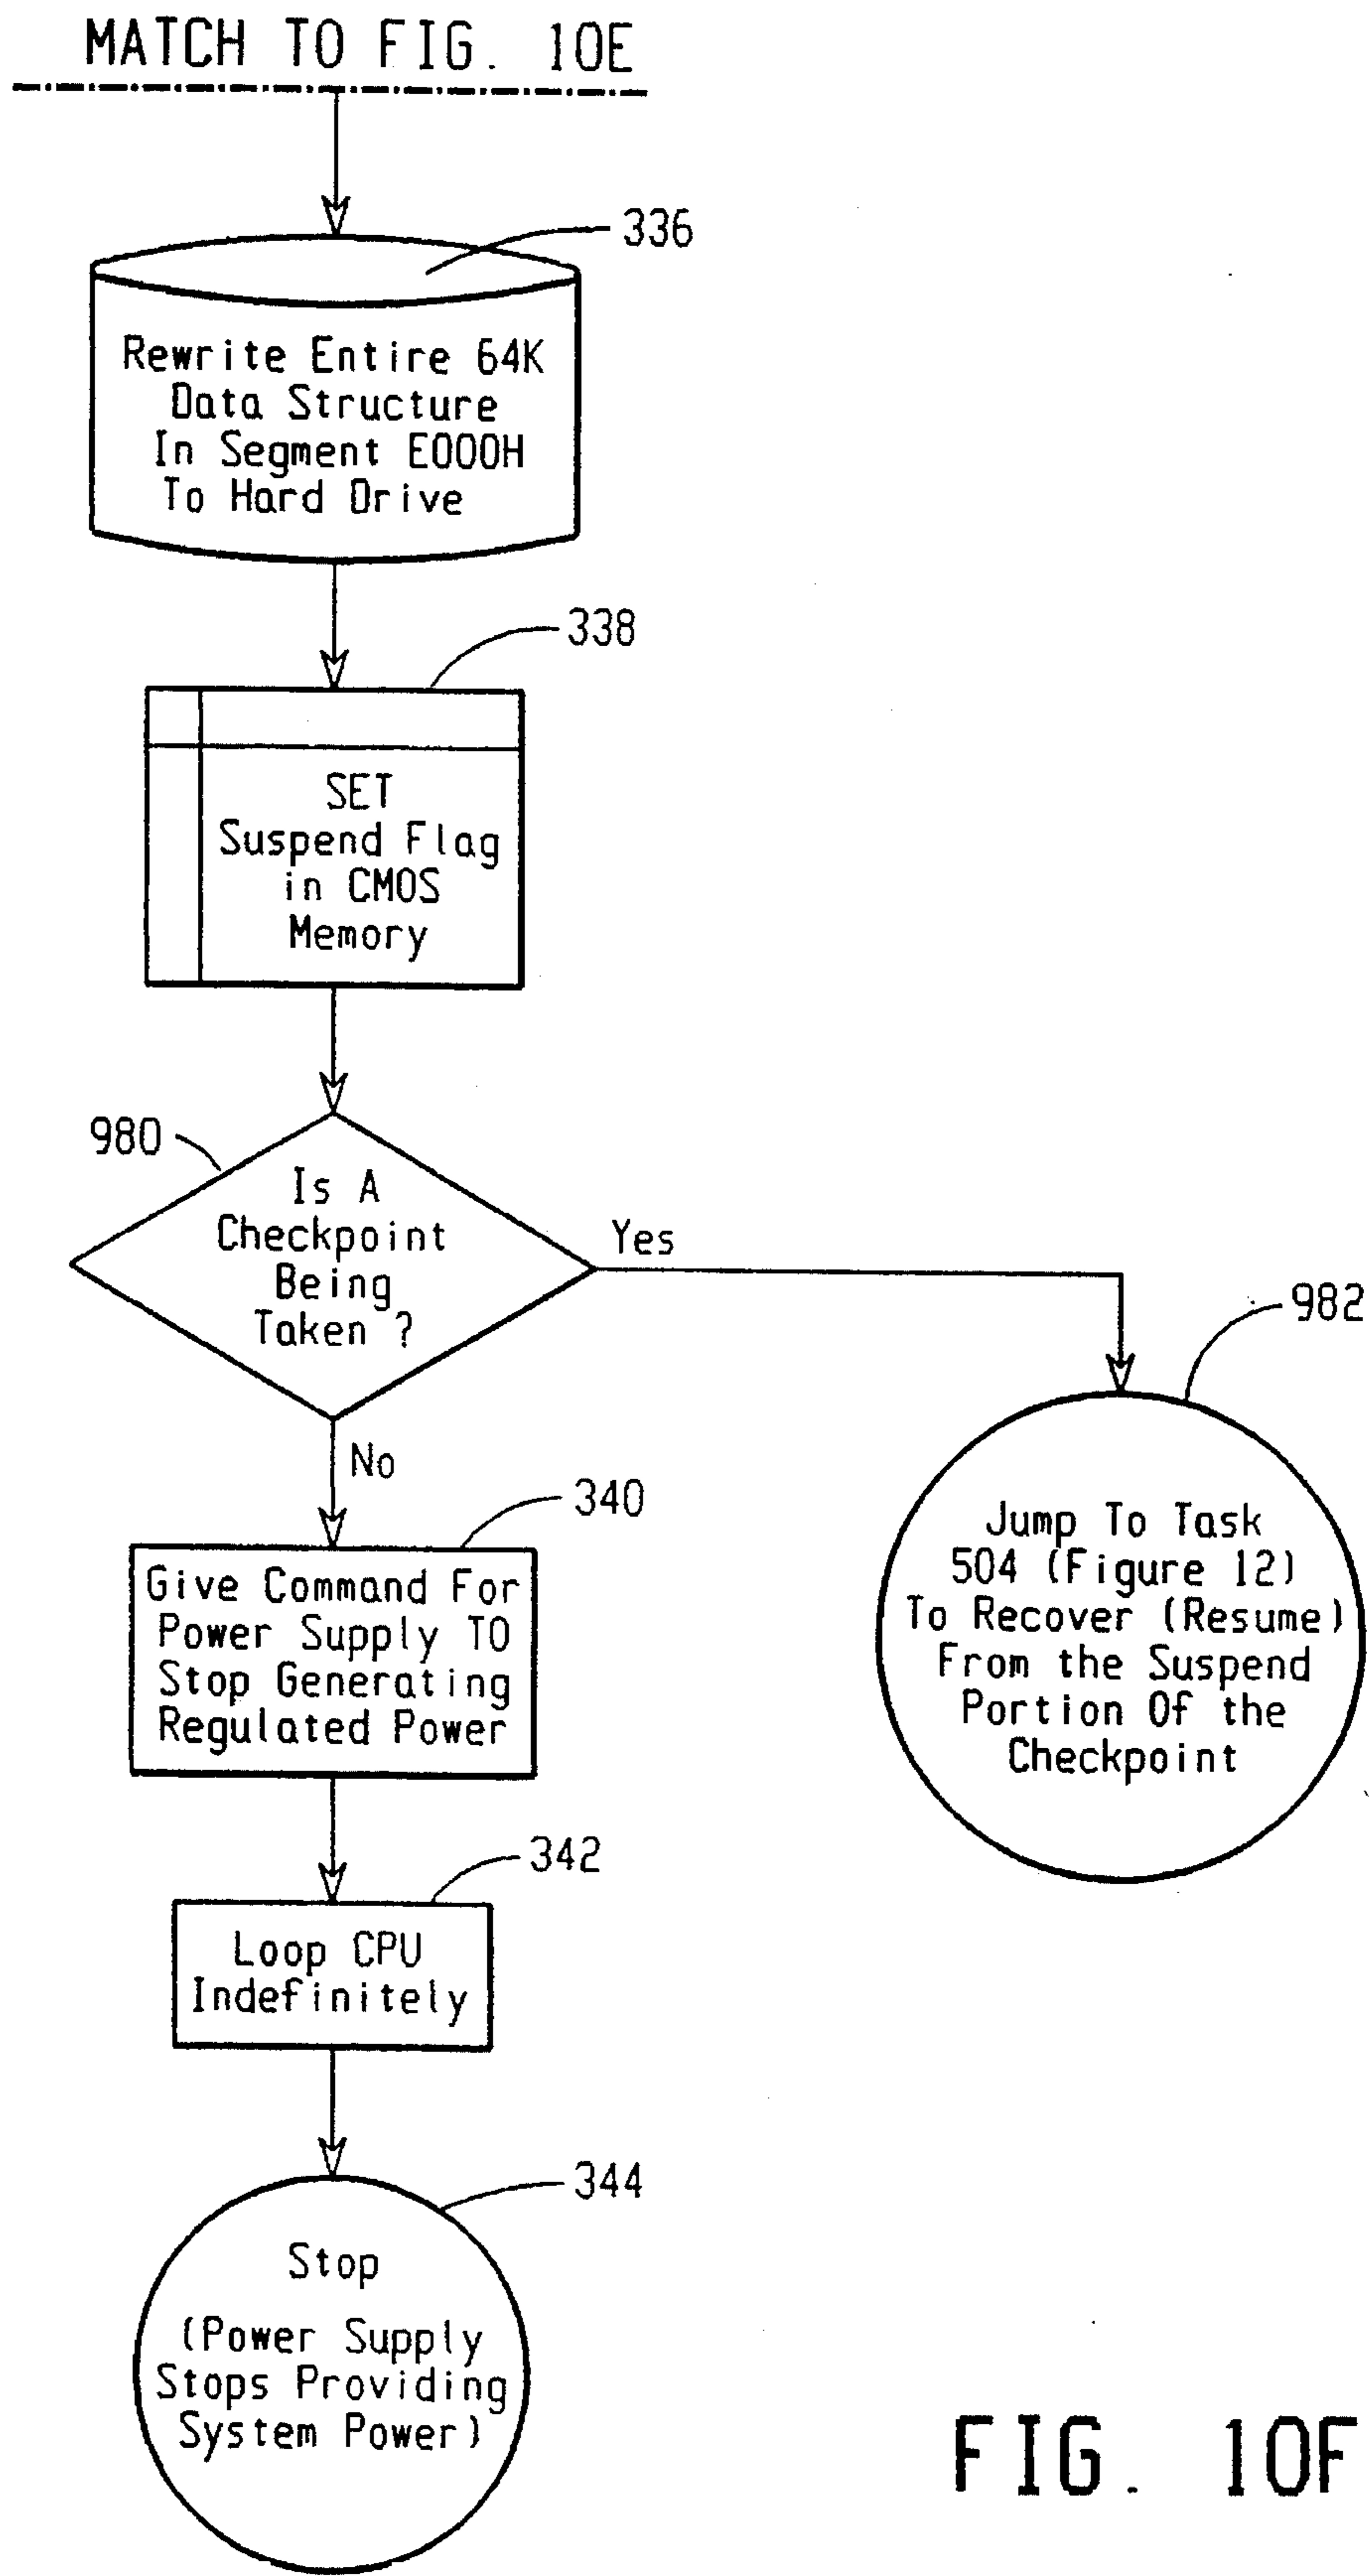 MATCH TO FIG. 10E
336
Rewrite Entire 64K
Data Structure
In Segment E000H
To Hard Drive
338
SET
Suspend Flag
in CMOS
Memory
980
Is A
Checkpoint
Being
Taken ?
Yes
982
No
340
Give Command For
Power Supply TO
Stop Generating
Regulated Power
Jump To Task
504 (Figure 12)
To Recover (Resume)
From the Suspend
Portion Of the
Checkpoint
342
Loop CPU
Indefinitely
344
Stop
(Power Supply
Stops Providing
System Power)
FIG. 10F